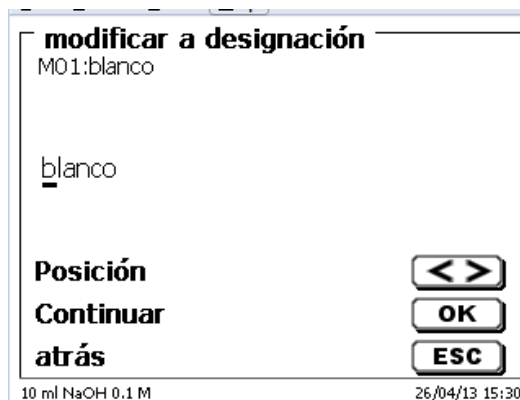 modificar a designación
M01:blanco
blanco
Posición < >
Continuar OK
atrás ESC
10 ml NaOH 0.1 M 26/04/13 15:30